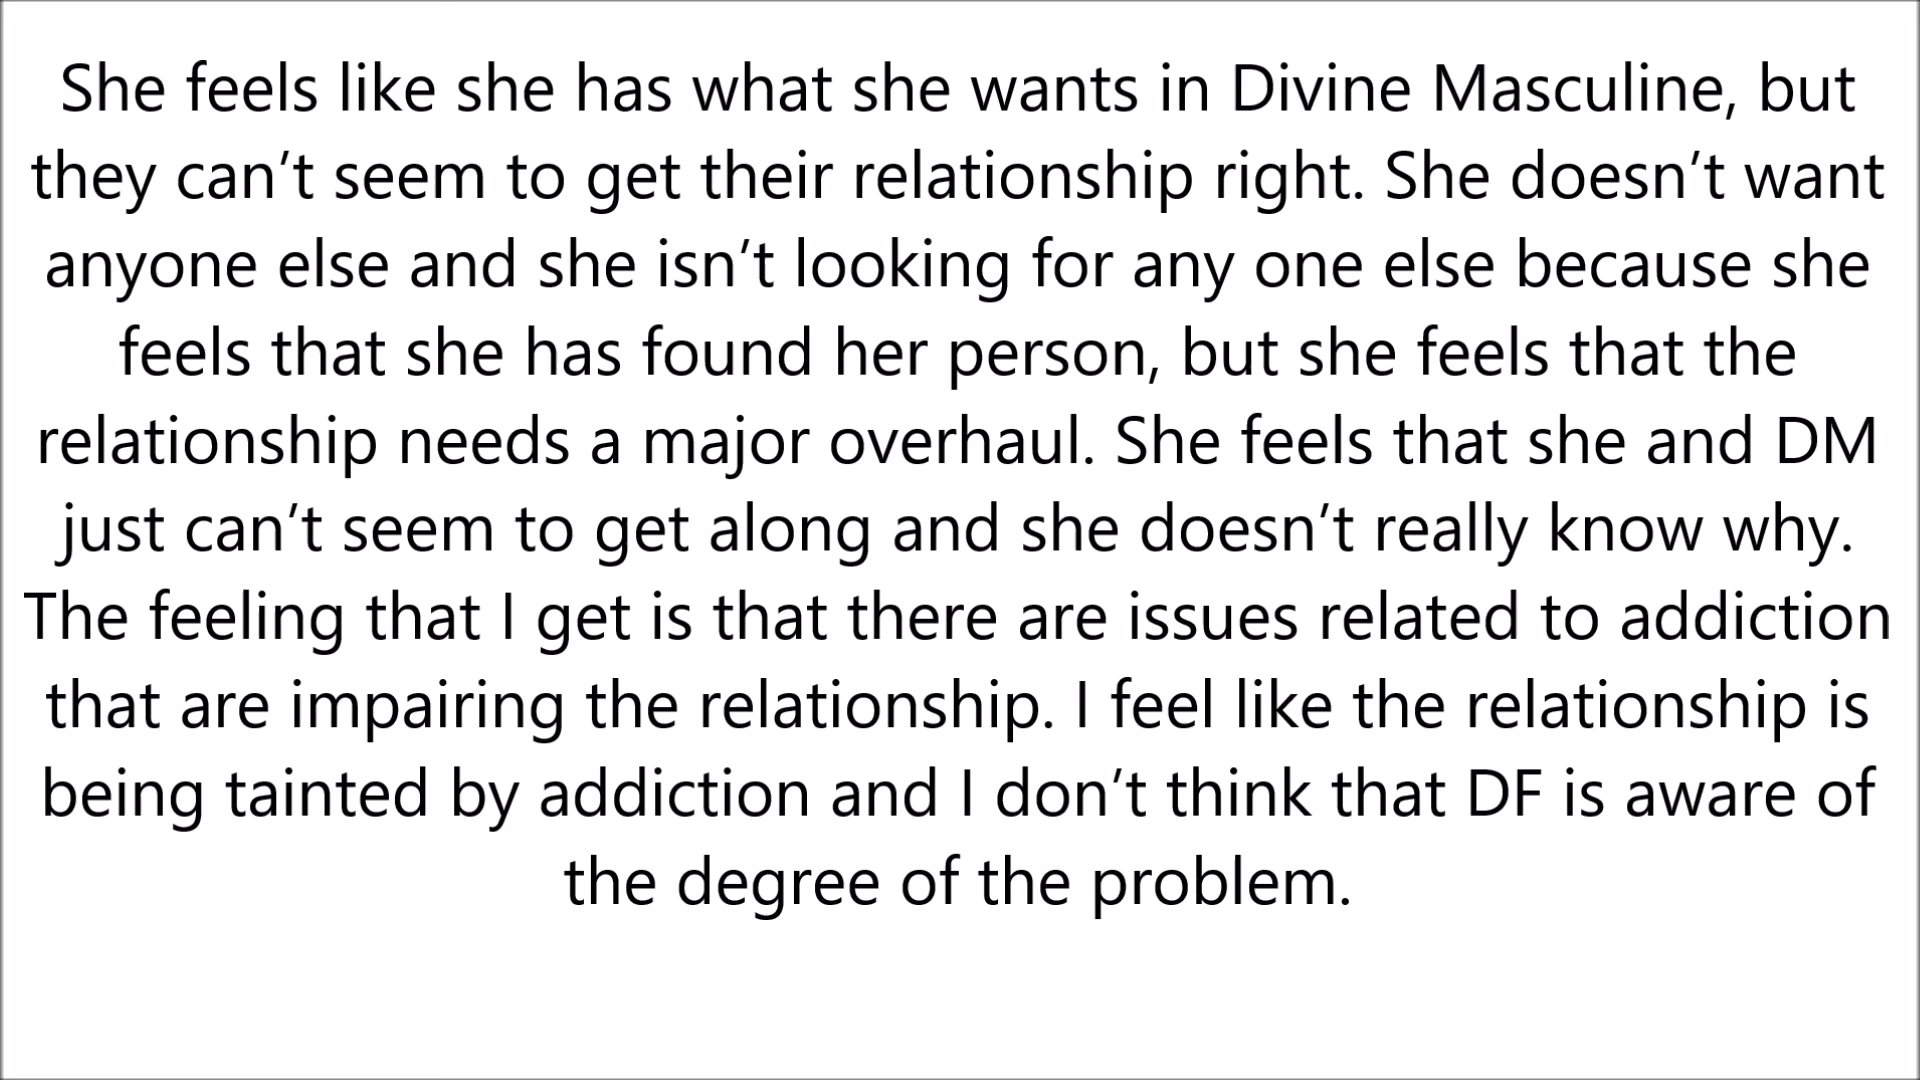 She feels like she has what she wants in Divine Masculine, but
they can’t seem to get their relationship right. She doesn’t want
anyone else and she isn’t looking for any one else because she
feels that she has found her person, but she feels that the
relationship needs a major overhaul. She feels that she and DM
just can’t seem to get along and she doesn’t really know why.
The feeling that I get is that there are issues related to addiction
that are impairing the relationship. I feel like the relationship is
being tainted by addiction and I don’t think that DF is aware of
the degree of the problem.